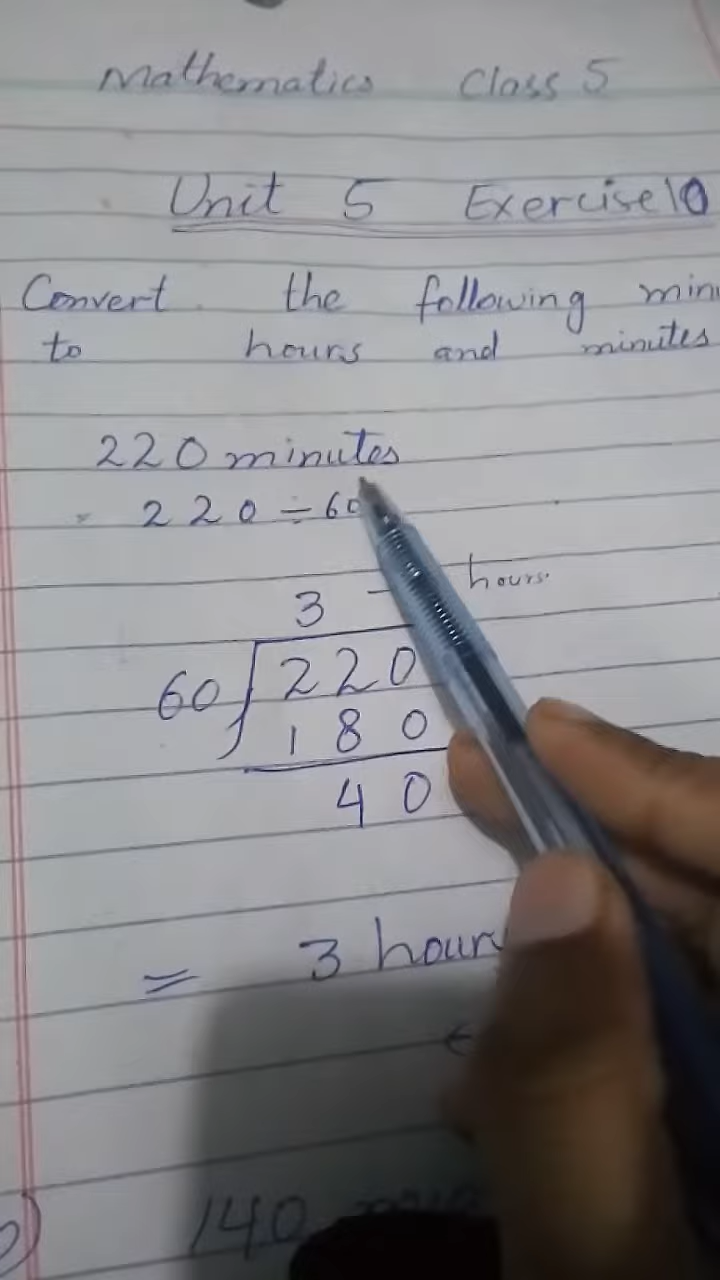 Mathematics Class 5
Unit 5 Exercise 10
Convert the following
to hours and minutes
220 minutes
= 220 ÷ 60
3 hours
60 220
180
40
= 3
140